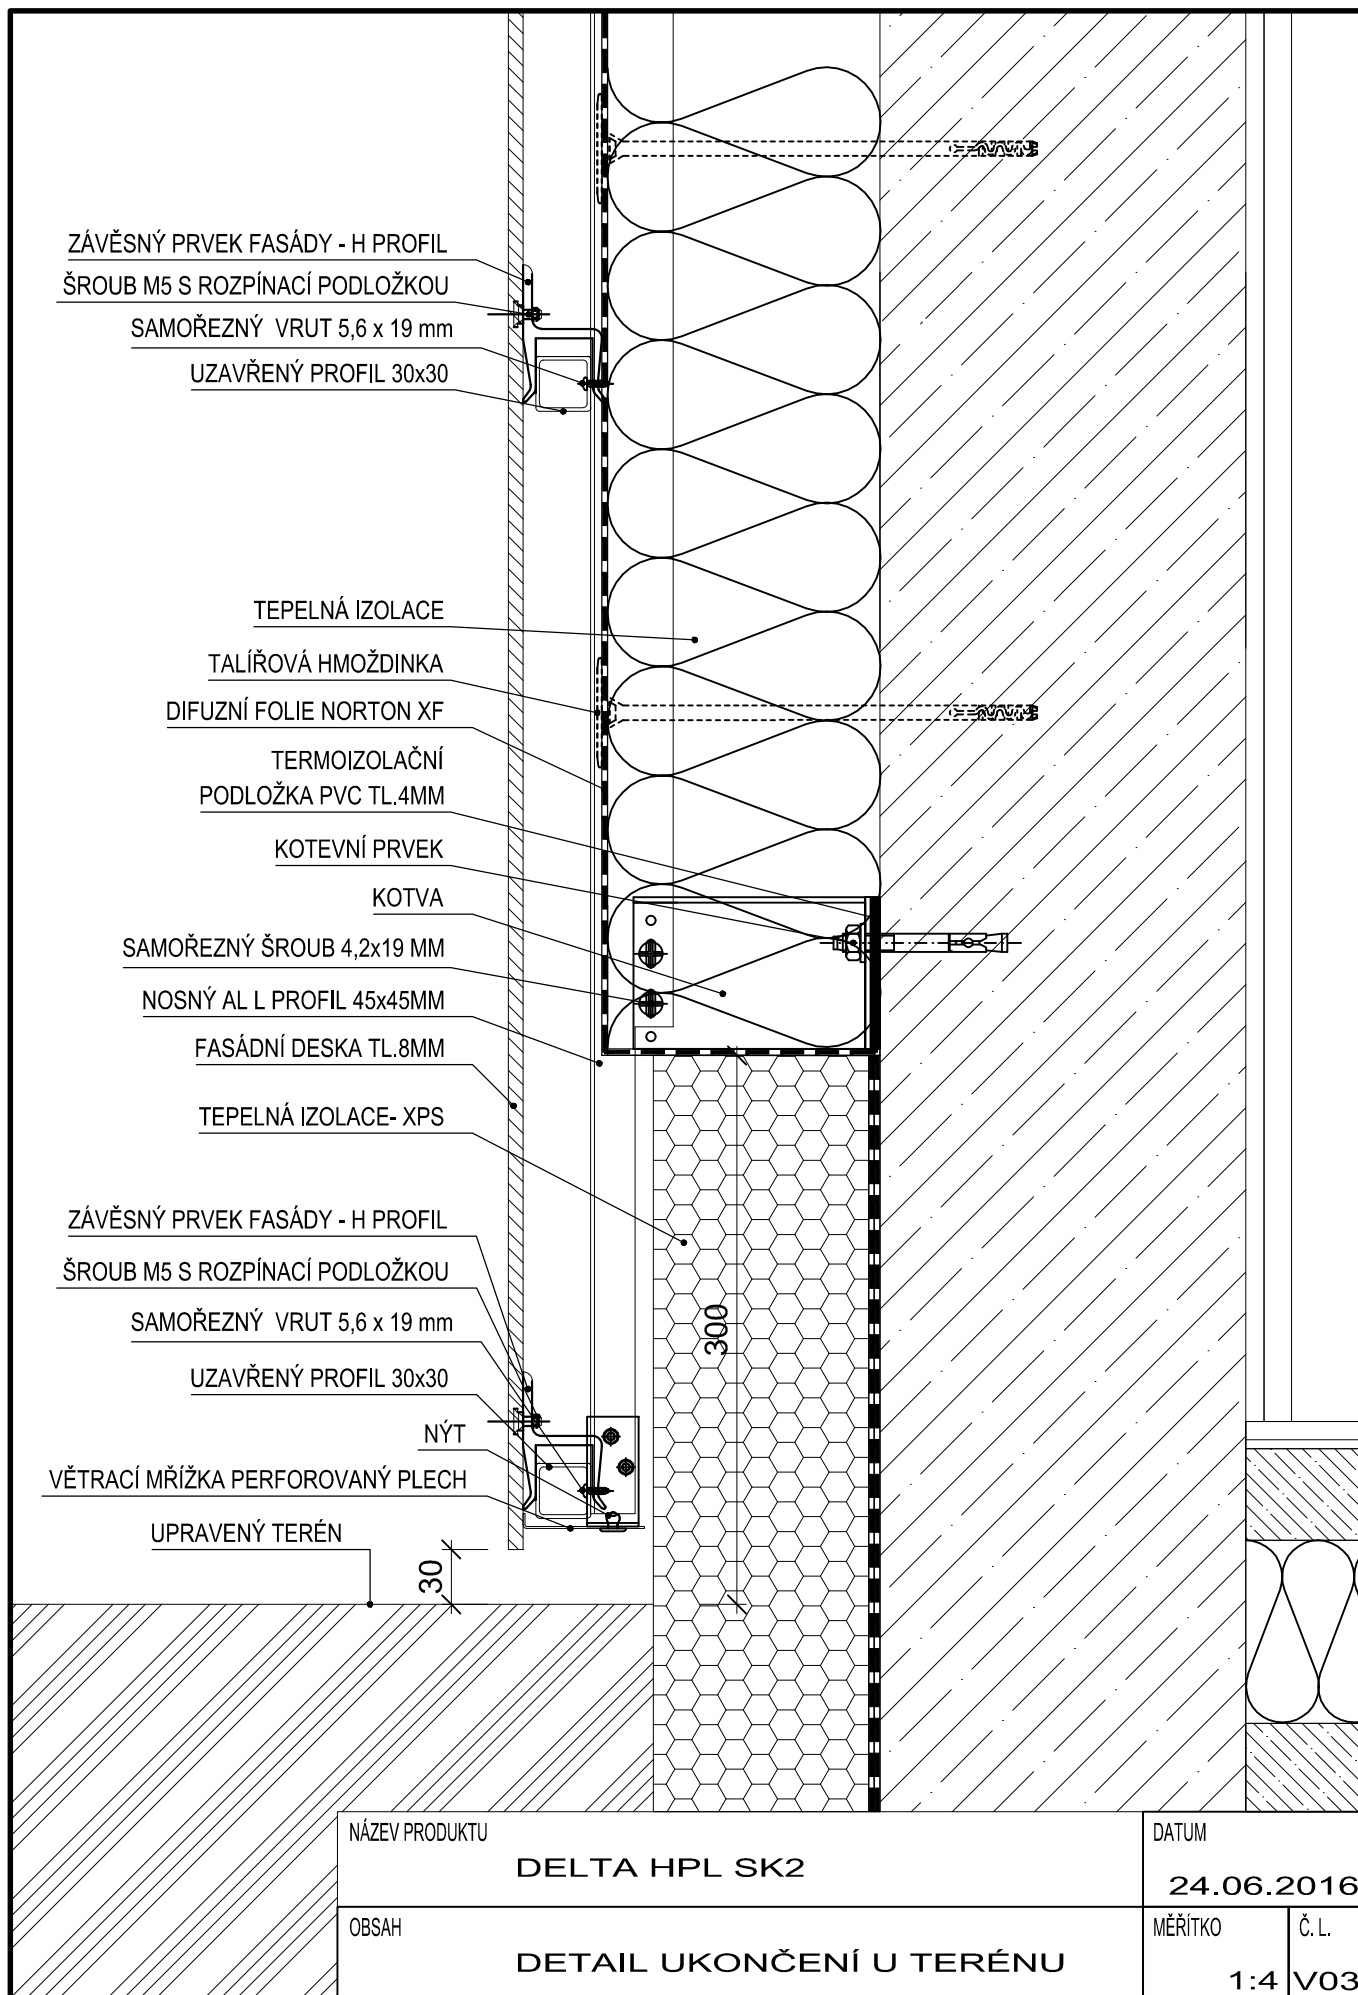 ZÁVĚSNÝ PRVEK FASÁDY - H PROFIL
ŠROUB M5 S ROZPÍNACÍ PODLOŽKOU
SAMOŘEZNÝ VRUT 5,6 x 19 mm
UZAVŘENÝ PROFIL 30x30
TEPELNÁ IZOLACE
TALÍŘOVÁ HMOŽDINKA
DIFUZNÍ FOLIE NORTON XF
TERMOIZOLAČNÍ
PODLOŽKA PVC TL.4MM
KOTEVNÍ PRVEK
KOTVA
SAMOŘEZNÝ ŠROUB 4,2x19 MM
NOSNÝ AL L PROFIL 45x45MM
FASÁDNÍ DESKA TL.8MM
TEPELNÁ IZOLACE- XPS
ZÁVĚSNÝ PRVEK FASÁDY - H PROFIL
ŠROUB M5 S ROZPÍNACÍ PODLOŽKOU
SAMOŘEZNÝ VRUT 5,6 x 19 mm
UZAVŘENÝ PROFIL 30x30
NÝT
VĚTRACÍ MŘÍŽKA PERFOROVANÝ PLECH
UPRAVENÝ TERÉN
300
30
NÁZEV PRODUKTU
DELTA HPL SK2
DATUM
24.06.2016
OBSAH
DETAIL UKONČENÍ U TERÉNU
MĚŘÍTKO
1:4
Č. L.
V03